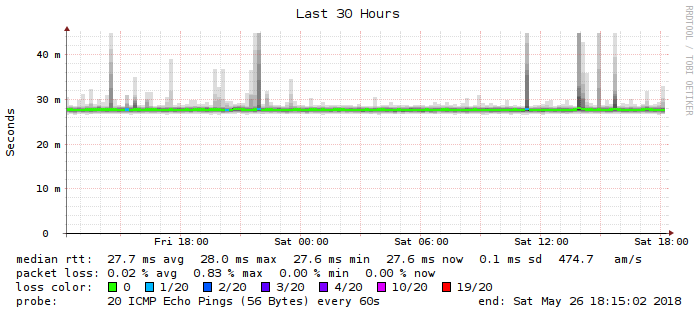 Last 30 Hours
RRDTOOL / TOBI OETIKER
Seconds
40 m
30 m
20 m
10 m
0
Fri 18:00 Sat 00:00 Sat 06:00 Sat 12:00 Sat 18:00
median rtt: 27.7 ms avg 28.0 ms max 27.6 ms min 27.6 ms now 0.1 ms sd 474.7 am/s
packet loss: 0.02 % avg 0.83 % max 0.00 % min 0.00 % now
loss color: 0 1/20 2/20 3/20 4/20 10/20 19/20
probe: 20 ICMP Echo Pings (56 Bytes) every 60s end: Sat May 26 18:15:02 2018